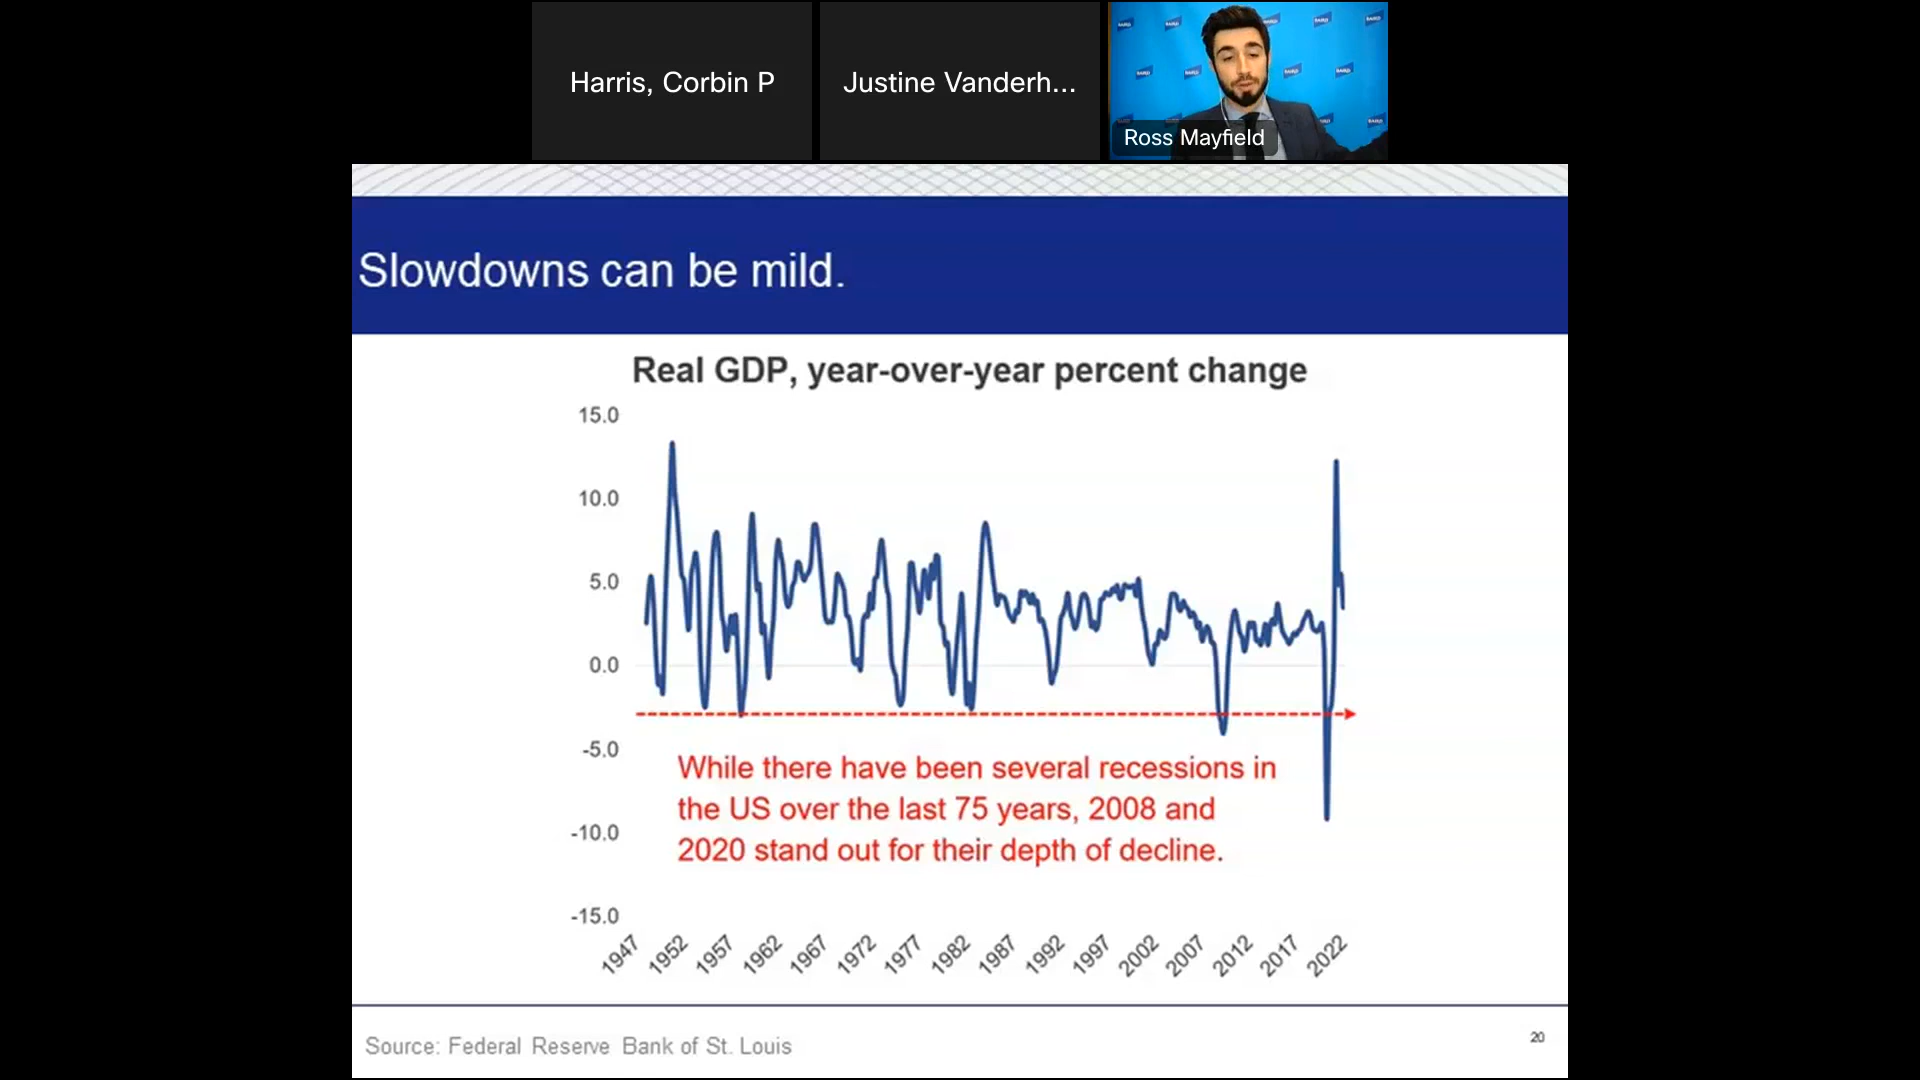 Harris, Corbin P
Justine Vanderh...
BAIRD
Ross Mayfield
Slowdowns can be mild.
Real GDP, year-over-year percent change
15.0
10.0
5.0
0.0
-5.0
-10.0
-15.0
While there have been several recessions in
the US over the last 75 years, 2008 and
2020 stand out for their depth of decline.
1947
1952
1957
1962
1967
1972
1977
1982
1987
1992
1997
2002
2007
2012
2017
2022
Source: Federal Reserve Bank of St. Louis
20